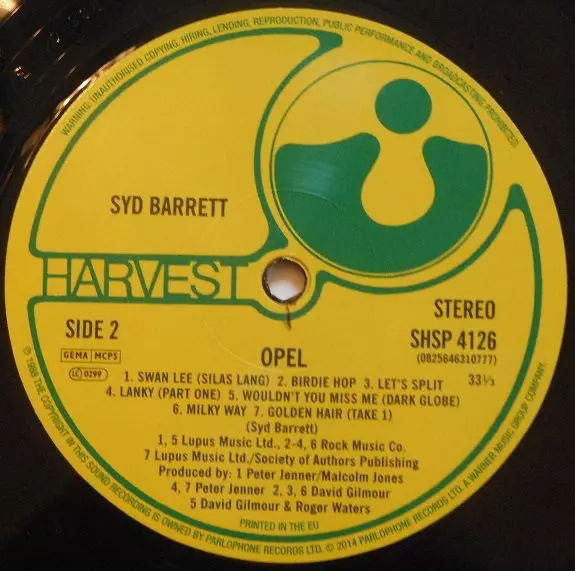 WARNING: UNAUTHORISED COPYING, HIRING, LENDING, REPRODUCTION, PUBLIC PERFORMANCE AND BROADCASTING PROHIBITED.
SYD BARRETT
HARVEST
SIDE 2
STEREO
SHSP 4126
(0825646310777)
GEMA MCPS
LC 0299
33⅓
OPEL
1. SWAN LEE (SILAS LANG) 2. BIRDIE HOP 3. LET'S SPLIT
4. LANKY (PART ONE) 5. WOULDN'T YOU MISS ME (DARK GLOBE)
6. MILKY WAY 7. GOLDEN HAIR (TAKE 1)
(Syd Barrett)
1, 5 Lupus Music Ltd., 2-4, 6 Rock Music Co.
7 Lupus Music Ltd./Society of Authors Publishing
Produced by: 1 Peter Jenner/Malcolm Jones
4, 7 Peter Jenner 2, 3, 6 David Gilmour
5 David Gilmour & Roger Waters
PRINTED IN THE EU
℗ 1988 THE COPYRIGHT IN THIS SOUND RECORDING IS OWNED BY PARLOPHONE RECORDS LTD. © 2014 PARLOPHONE RECORDS LTD. A WARNER MUSIC GROUP COMPANY.